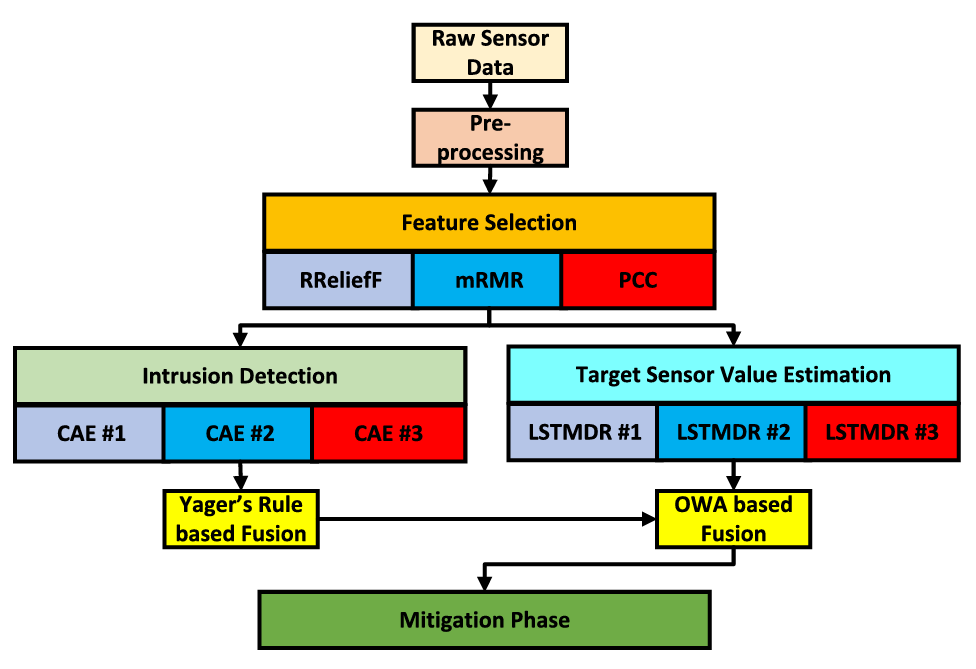 Raw Sensor
Data
Pre-
processing
Feature Selection
RReliefF
mRMR
PCC
Intrusion Detection
Target Sensor Value Estimation
CAE #1
CAE #2
CAE #3
LSTMDR #1
LSTMDR #2
LSTMDR #3
Yager’s Rule
based Fusion
OWA based
Fusion
Mitigation Phase